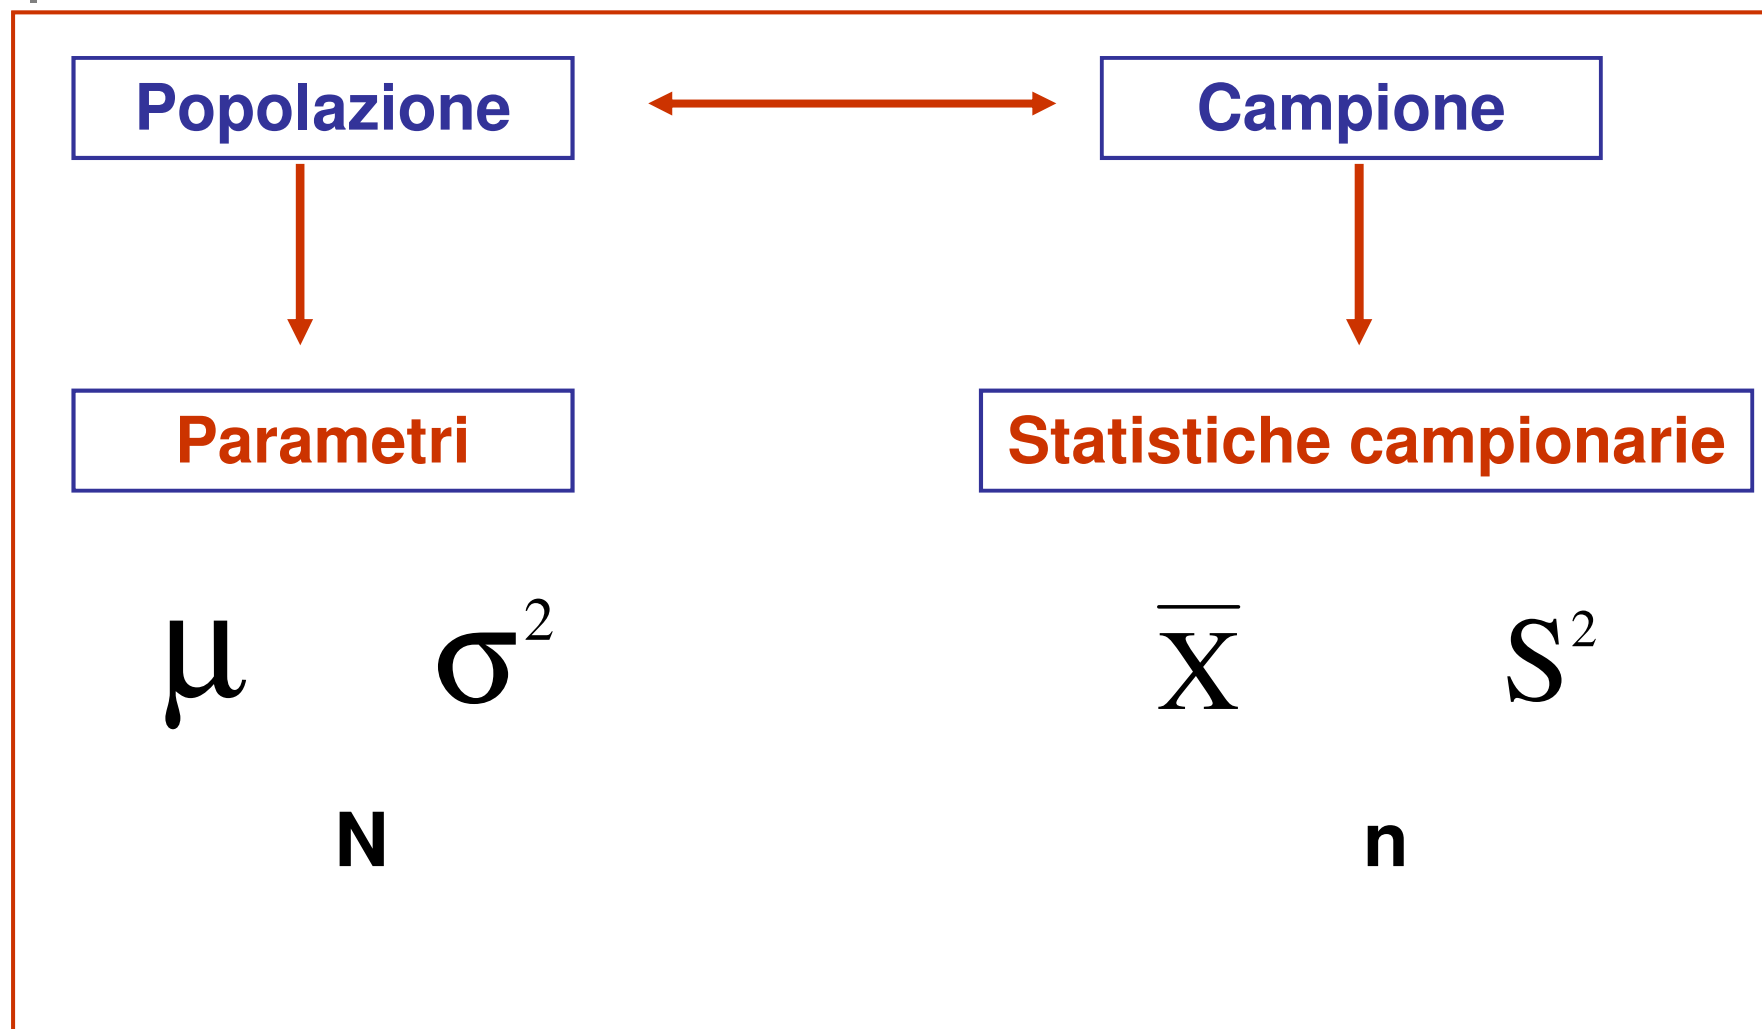 Popolazione Campione
Parametri Statistiche campionarie
μ σ² X̅ S²
N n